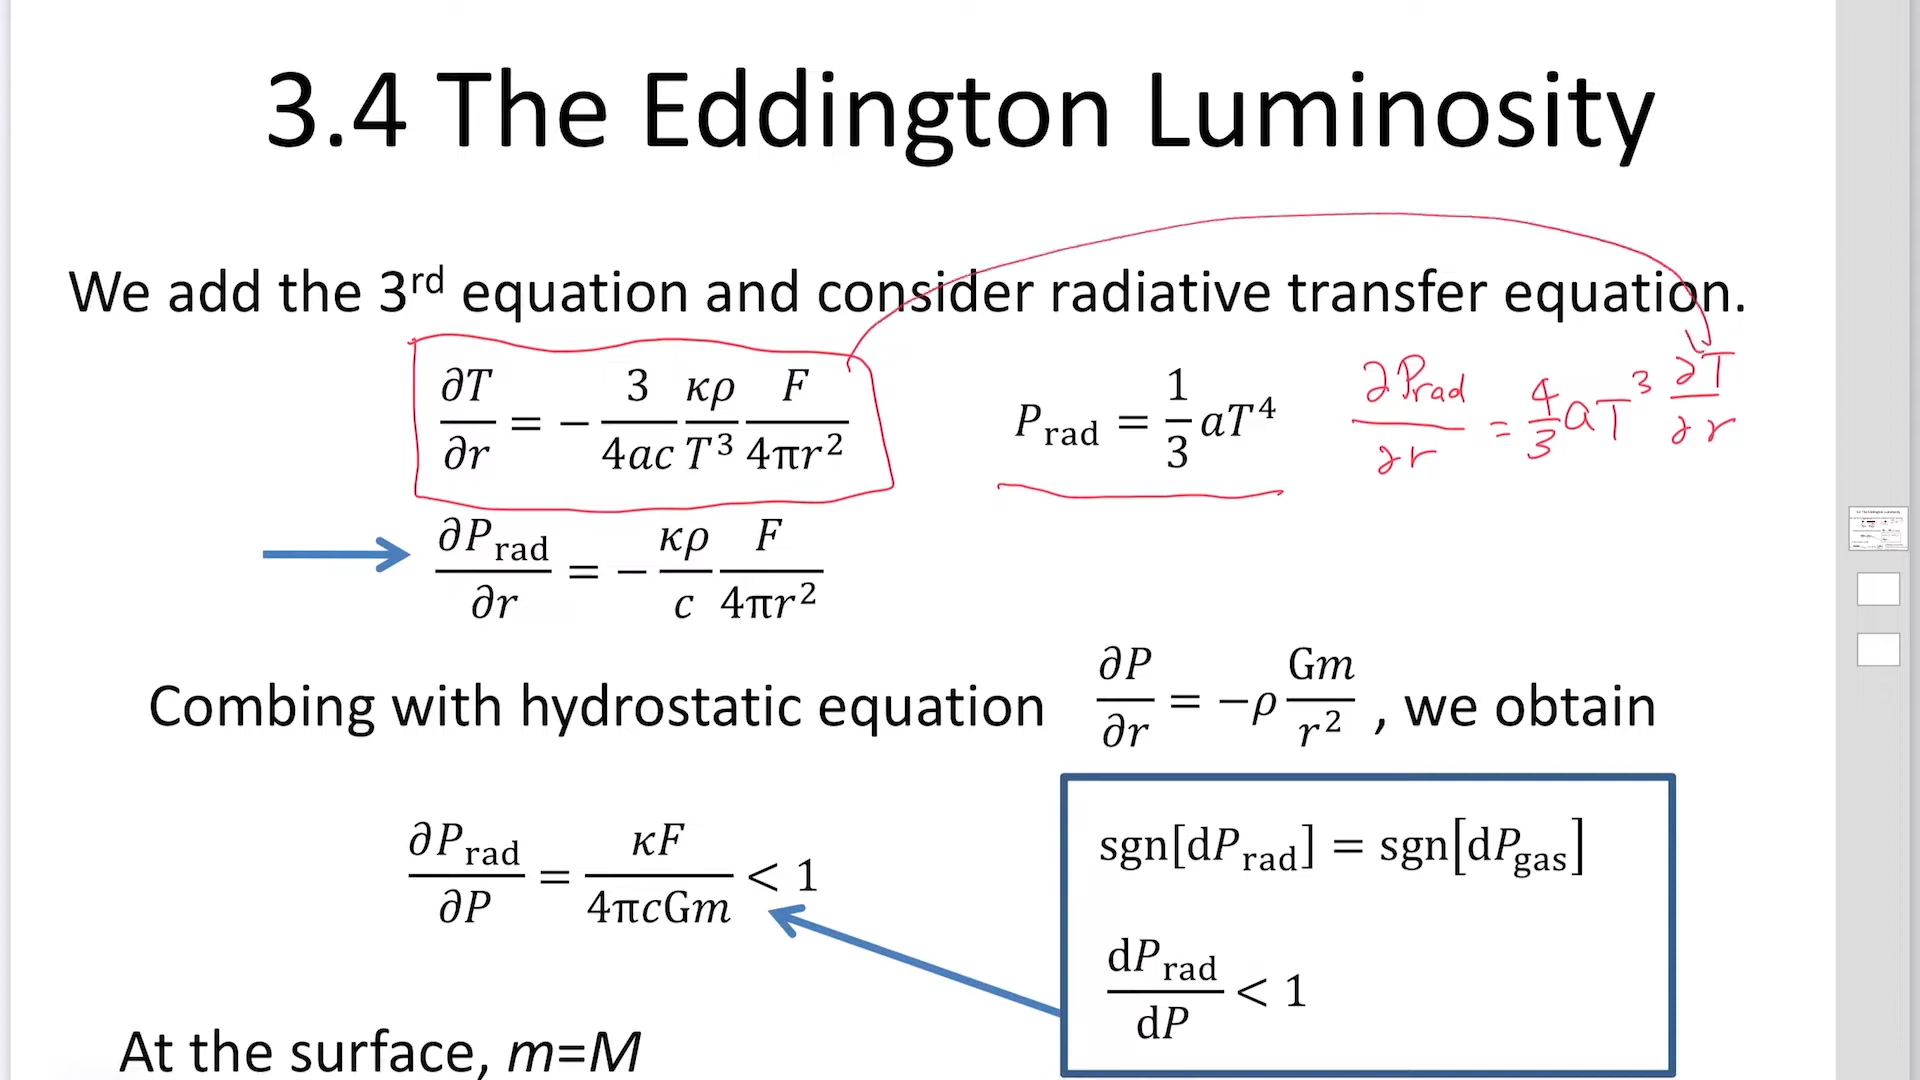 3.4 The Eddington Luminosity
We add the 3rd equation and consider radiative transfer equation.
∂T/∂r = − 3/4ac κρ/T³ F/4πr²
P_rad = 1/3 aT⁴
∂P_rad/∂r = 4/3 aT³ ∂T/∂r
∂P_rad/∂r = − κρ/c F/4πr²
Combing with hydrostatic equation ∂P/∂r = −ρ Gm/r² , we obtain
∂P_rad/∂P = κF/4πcGm < 1
sgn[dP_rad] = sgn[dP_gas]
dP_rad/dP < 1
At the surface, m=M